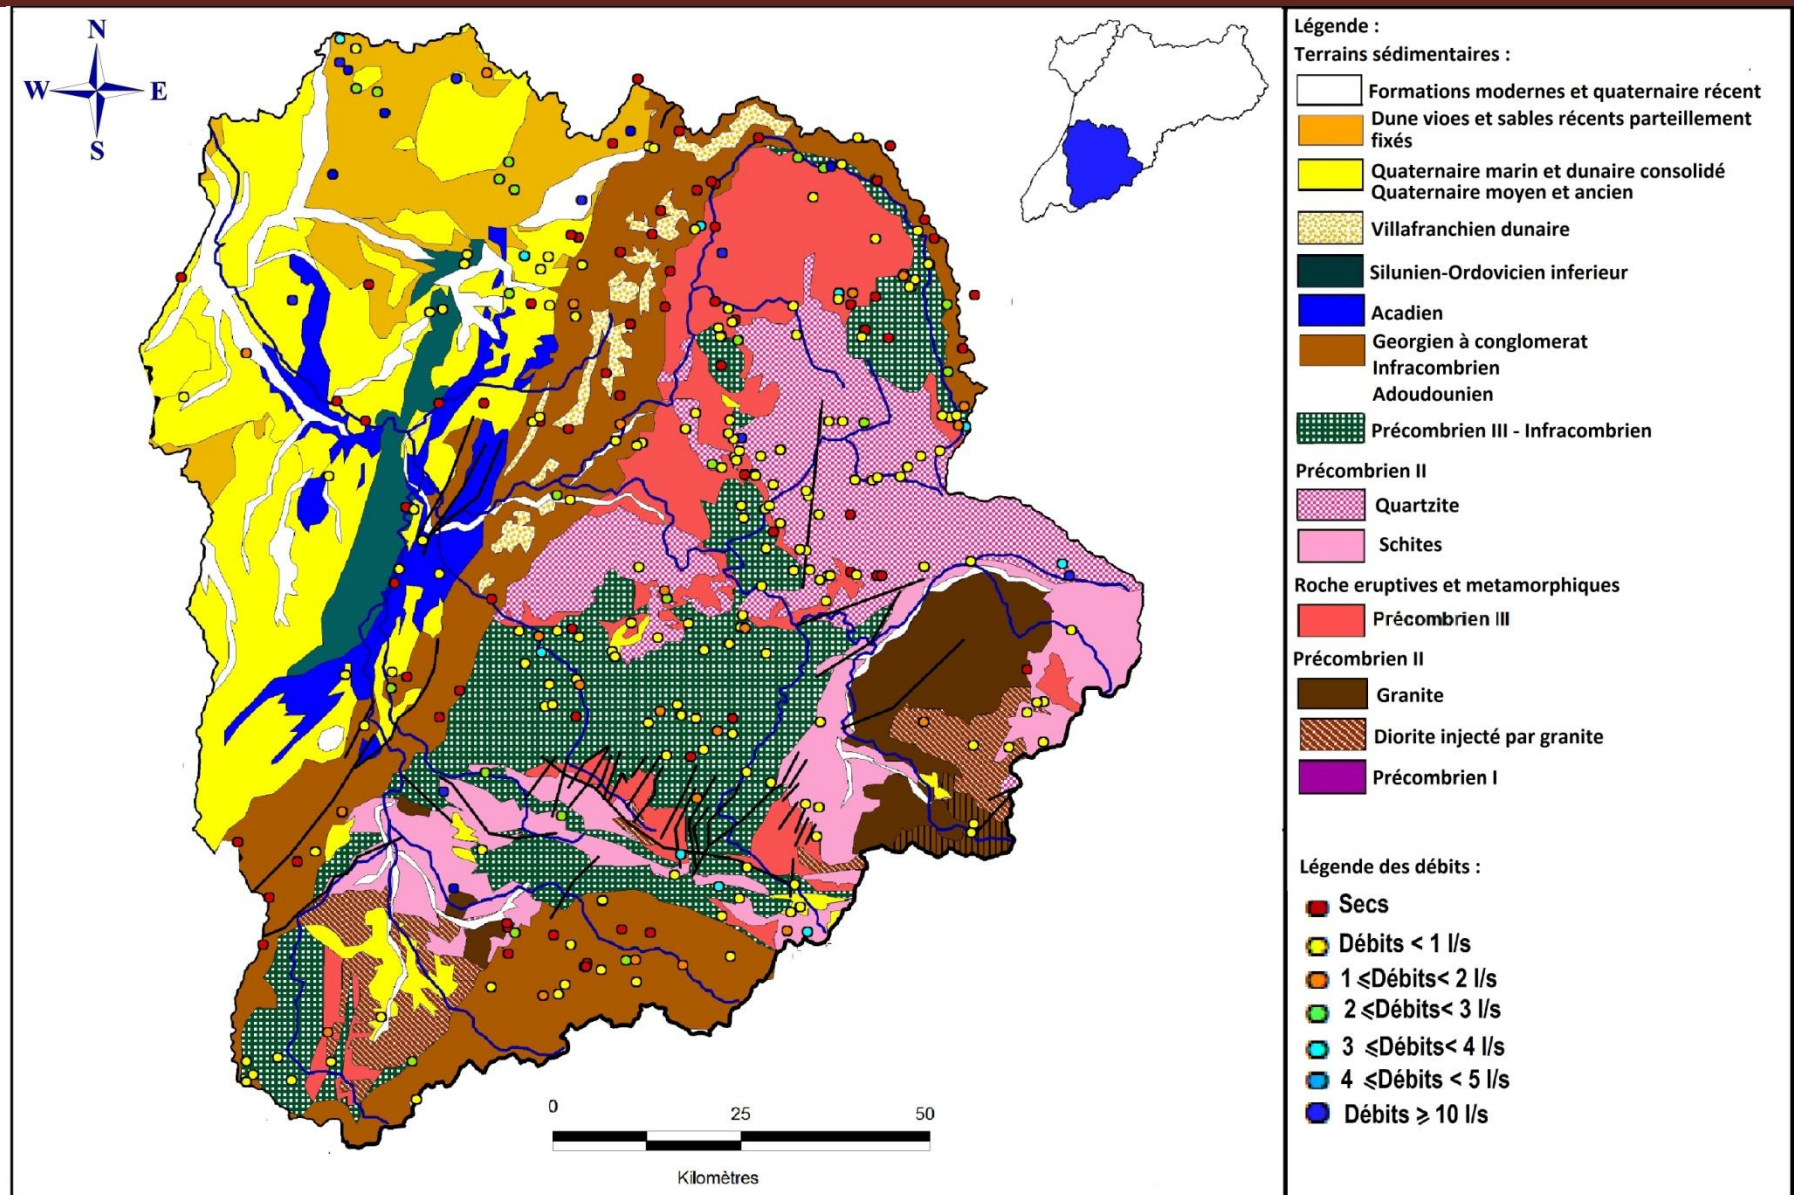 N
W E
S
0 25 50
Kilomètres
Légende :
Terrains sédimentaires :
Formations modernes et quaternaire récent
Dune vioes et sables récents parteillement
fixés
Quaternaire marin et dunaire consolidé
Quaternaire moyen et ancien
Villafranchien dunaire
Silunien-Ordovicien inferieur
Acadien
Georgien à conglomerat
Infracombrien
Adoudounien
Précombrien III - Infracombrien
Précombrien II
Quartzite
Schites
Roche eruptives et metamorphiques
Précombrien III
Précombrien II
Granite
Diorite injecté par granite
Précombrien I
Légende des débits :
Secs
Débits < 1 l/s
1 ⩽Débits< 2 l/s
2 ⩽Débits< 3 l/s
3 ⩽Débits< 4 l/s
4 ⩽Débits < 5 l/s
Débits ⩾ 10 l/s